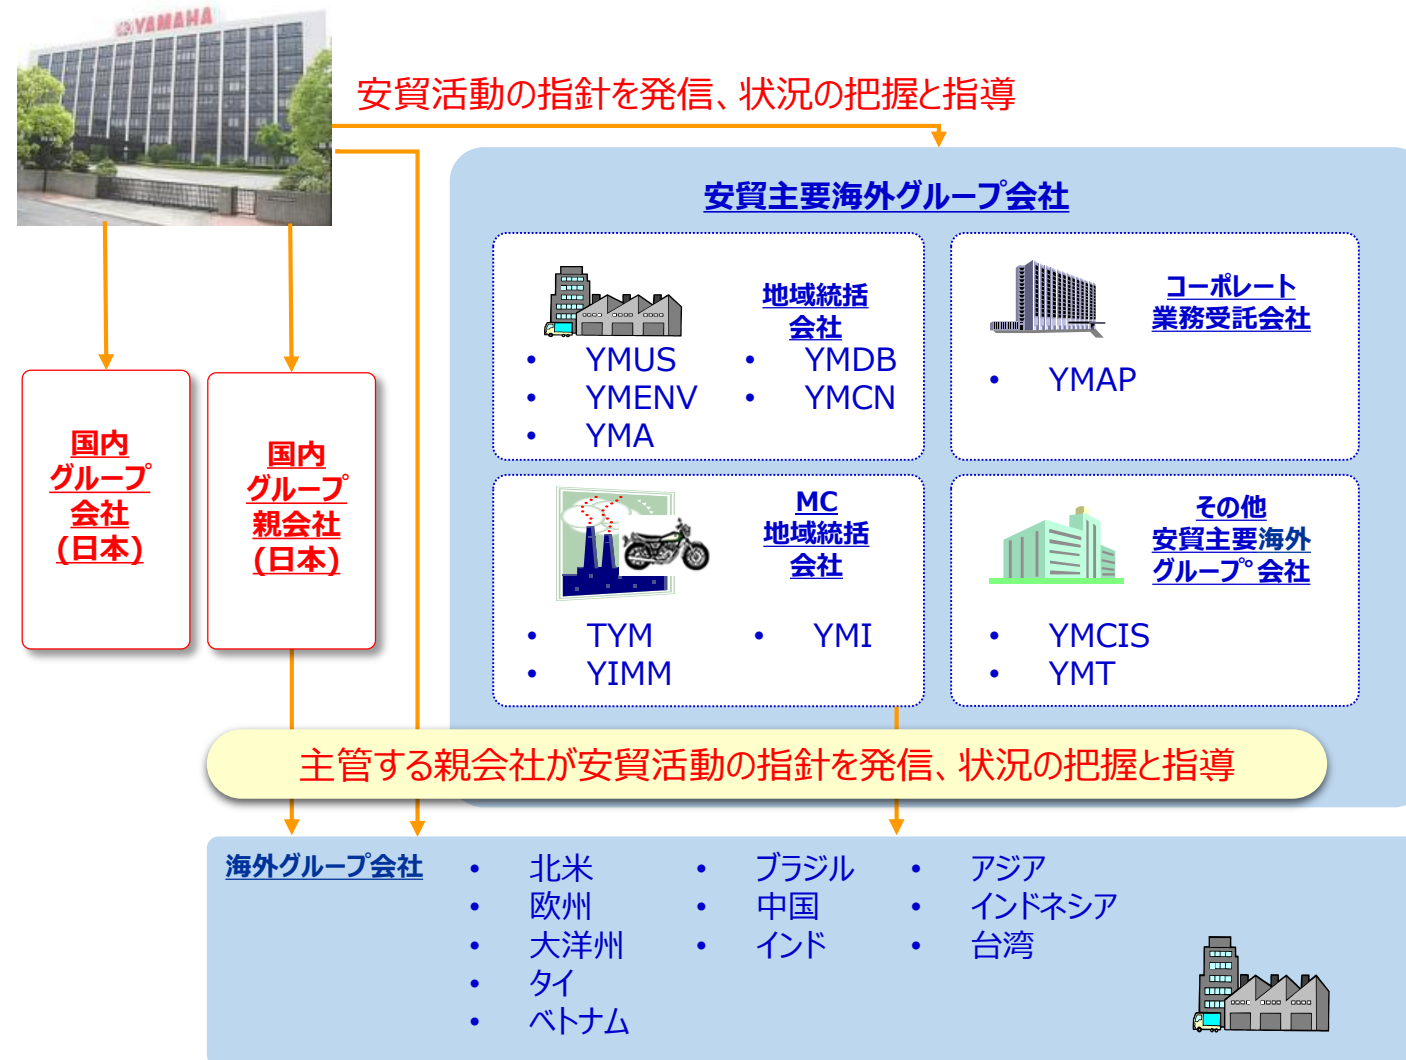 YAMAHA
安貿活動の指針を発信、状況の把握と指導
安貿主要海外グループ会社
地域統括
会社
• YMUS
• YMENV
• YMA
• YMDB
• YMCN
コーポレート
業務受託会社
• YMAP
国内
グループ
会社
(日本)
国内
グループ
親会社
(日本)
MC
地域統括
会社
• TYM
• YIMM
• YMI
その他
安貿主要海外
グループ゜会社
• YMCIS
• YMT
主管する親会社が安貿活動の指針を発信、状況の把握と指導
海外グループ会社
• 北米
• 欧州
• 大洋州
• タイ
• ベトナム
• ブラジル
• 中国
• インド
• アジア
• インドネシア
• 台湾